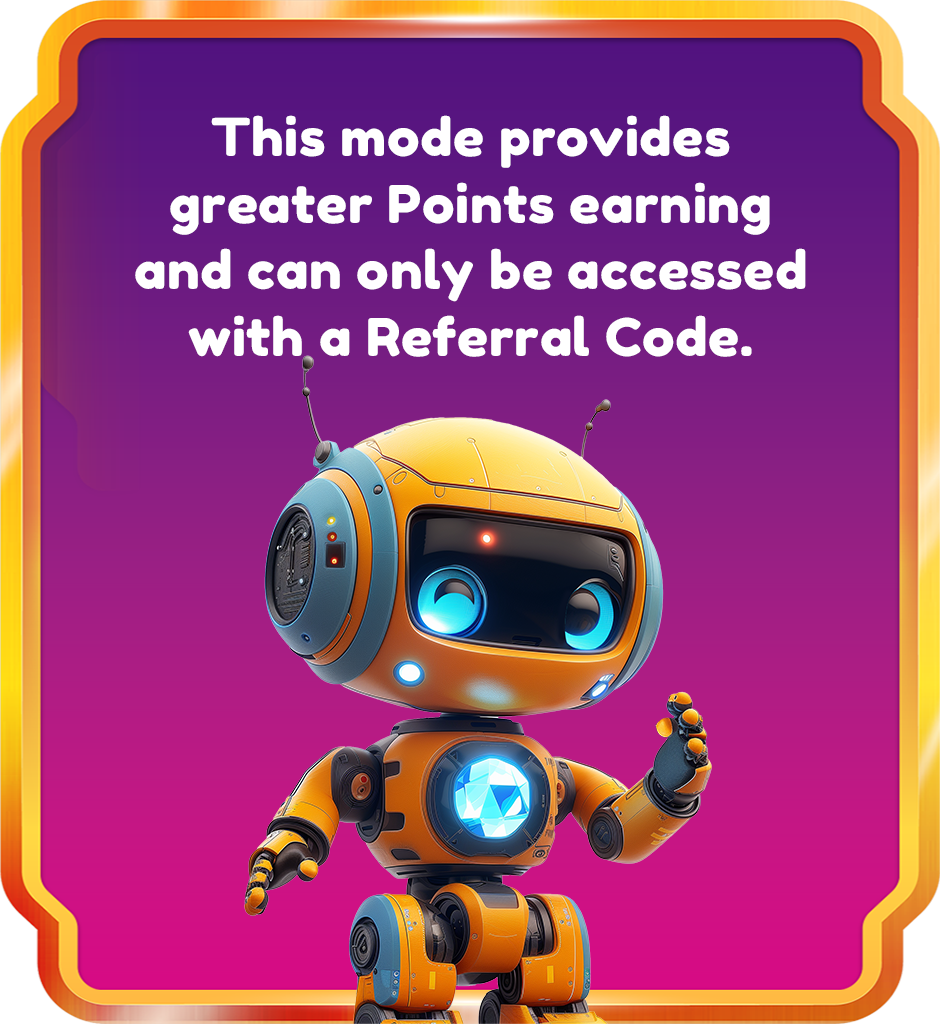 This mode provides
greater Points earning
and can only be accessed
with a Referral Code.